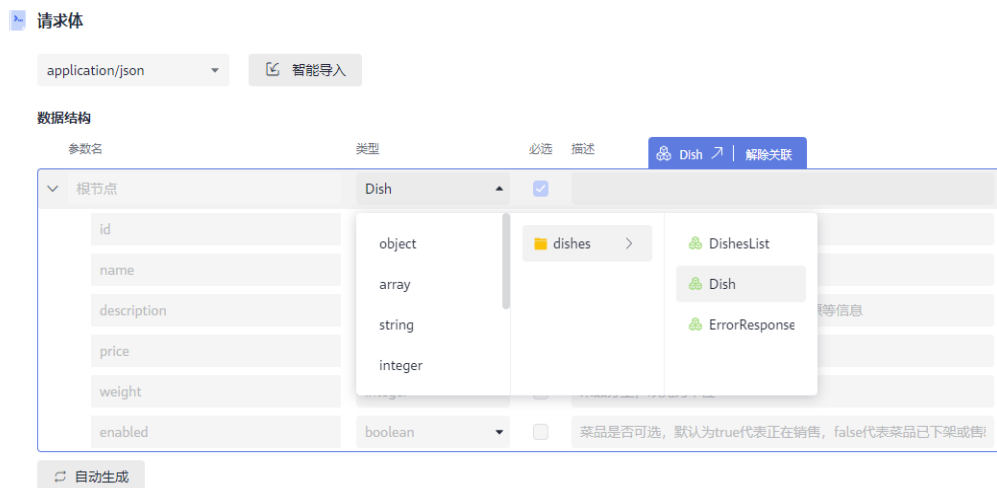 请求体
application/json 智能导入
数据结构
参数名 类型 必选 描述 Dish 解除关联
根节点 Dish
id
name
description
price
weight
enabled boolean 菜品是否可选，默认为true代表正在销售，false代表菜品已下架或售
object dishes DishesList
array Dish
string ErrorResponse
integer
等信息
自动生成